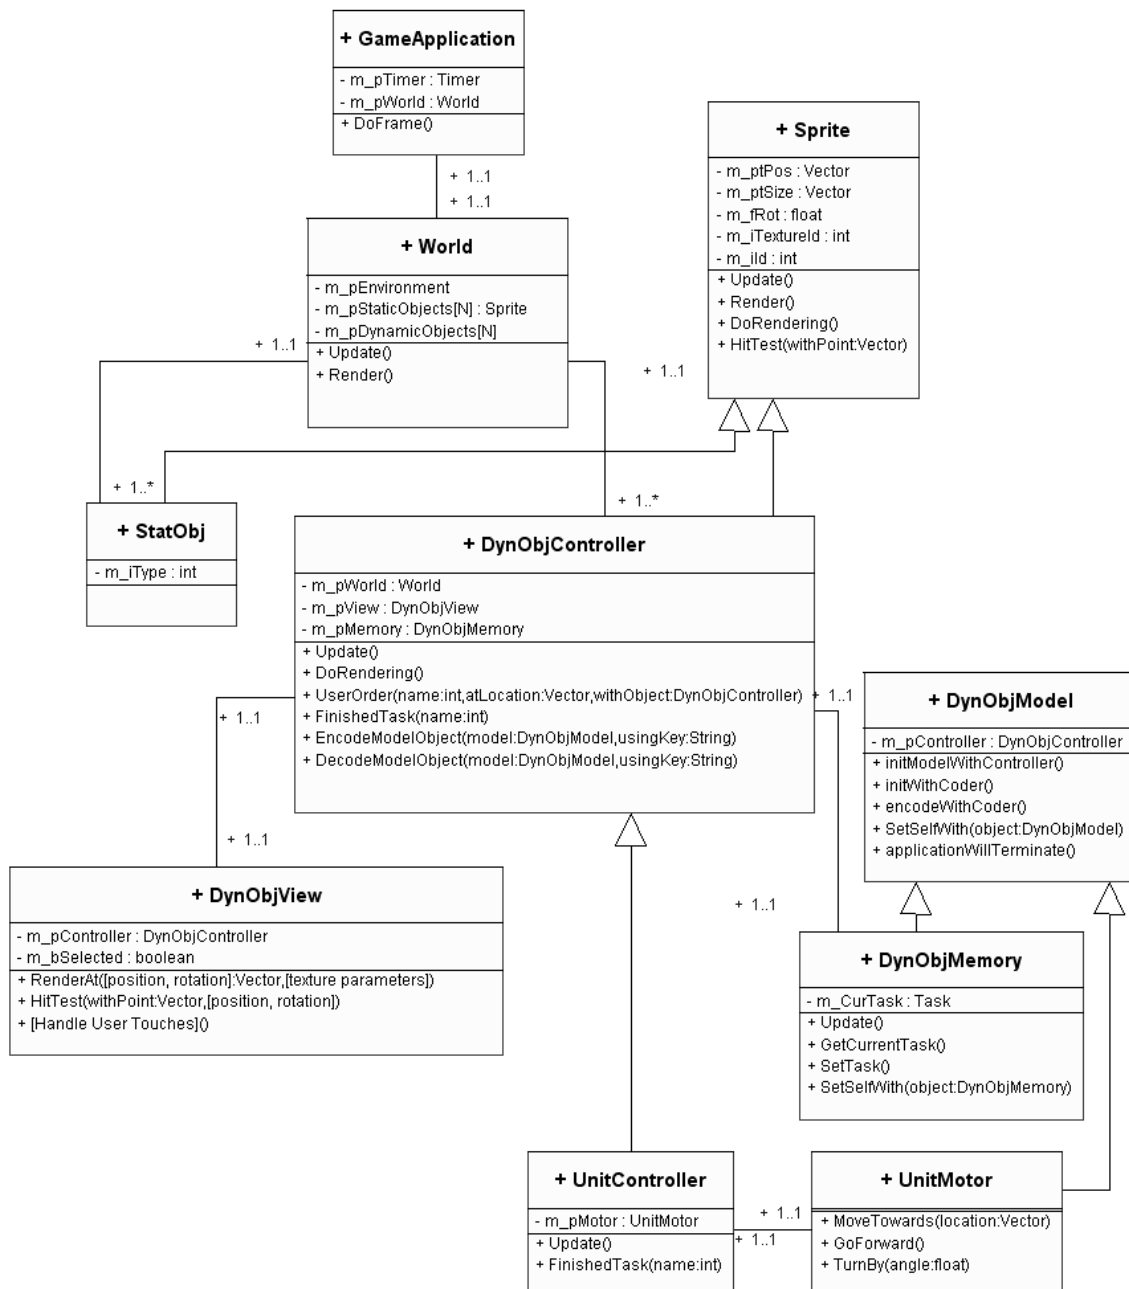 + GameApplication
- m_pTimer : Timer
- m_pWorld : World
+ DoFrame()
+ 1..1
+ 1..1
+ World
- m_pEnvironment
- m_pStaticObjects[N] : Sprite
- m_pDynamicObjects[N]
+ Update()
+ Render()
+ Sprite
- m_ptPos : Vector
- m_ptSize : Vector
- m_fRot : float
- m_iTextureId : int
- m_iId : int
+ Update()
+ Render()
+ DoRendering()
+ HitTest(withPoint:Vector)
+ 1..1
+ 1..1
+ 1..*
+ 1..*
+ StatObj
- m_iType : int
+ DynObjController
- m_pWorld : World
- m_pView : DynObjView
- m_pMemory : DynObjMemory
+ Update()
+ DoRendering()
+ UserOrder(name:int,atLocation:Vector,withObject:DynObjController)
+ FinishedTask(name:int)
+ EncodeModelObject(model:DynObjModel,usingKey:String)
+ DecodeModelObject(model:DynObjModel,usingKey:String)
+ 1..1
+ 1..1
+ DynObjModel
- m_pController : DynObjController
+ initModelWithController()
+ initWithCoder()
+ encodeWithCoder()
+ SetSelfWith(object:DynObjModel)
+ applicationWillTerminate()
+ 1..1
+ DynObjView
- m_pController : DynObjController
- m_bSelected : boolean
+ RenderAt([position, rotation]:Vector,[texture parameters])
+ HitTest(withPoint:Vector,[position, rotation])
+ [Handle User Touches]()
+ 1..1
+ DynObjMemory
- m_CurTask : Task
+ Update()
+ GetCurrentTask()
+ SetTask()
+ SetSelfWith(object:DynObjMemory)
+ UnitController
- m_pMotor : UnitMotor
+ Update()
+ FinishedTask(name:int)
+ 1..1
+ 1..1
+ UnitMotor
+ MoveTowards(location:Vector)
+ GoForward()
+ TurnBy(angle:float)